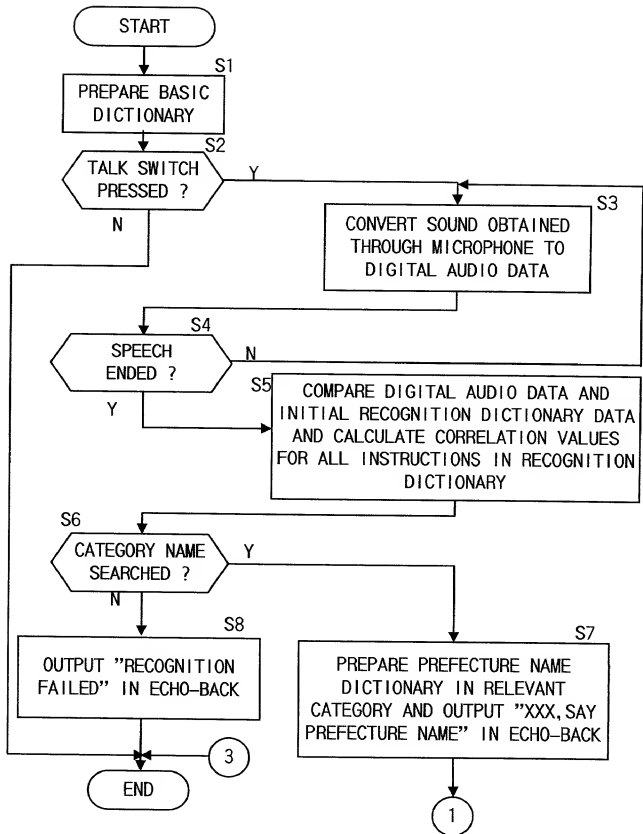 START
S1
PREPARE BASIC
DICTIONARY
S2
TALK SWITCH
PRESSED ?
Y
N
S3
CONVERT SOUND OBTAINED
THROUGH MICROPHONE TO
DIGITAL AUDIO DATA
S4
SPEECH
ENDED ?
N
Y
S5
COMPARE DIGITAL AUDIO DATA AND
INITIAL RECOGNITION DICTIONARY DATA
AND CALCULATE CORRELATION VALUES
FOR ALL INSTRUCTIONS IN RECOGNITION
DICTIONARY
S6
CATEGORY NAME
SEARCHED ?
Y
N
S8
OUTPUT "RECOGNITION
FAILED" IN ECHO-BACK
S7
PREPARE PREFECTURE NAME
DICTIONARY IN RELEVANT
CATEGORY AND OUTPUT "XXX,SAY
PREFECTURE NAME" IN ECHO-BACK
3
END
1